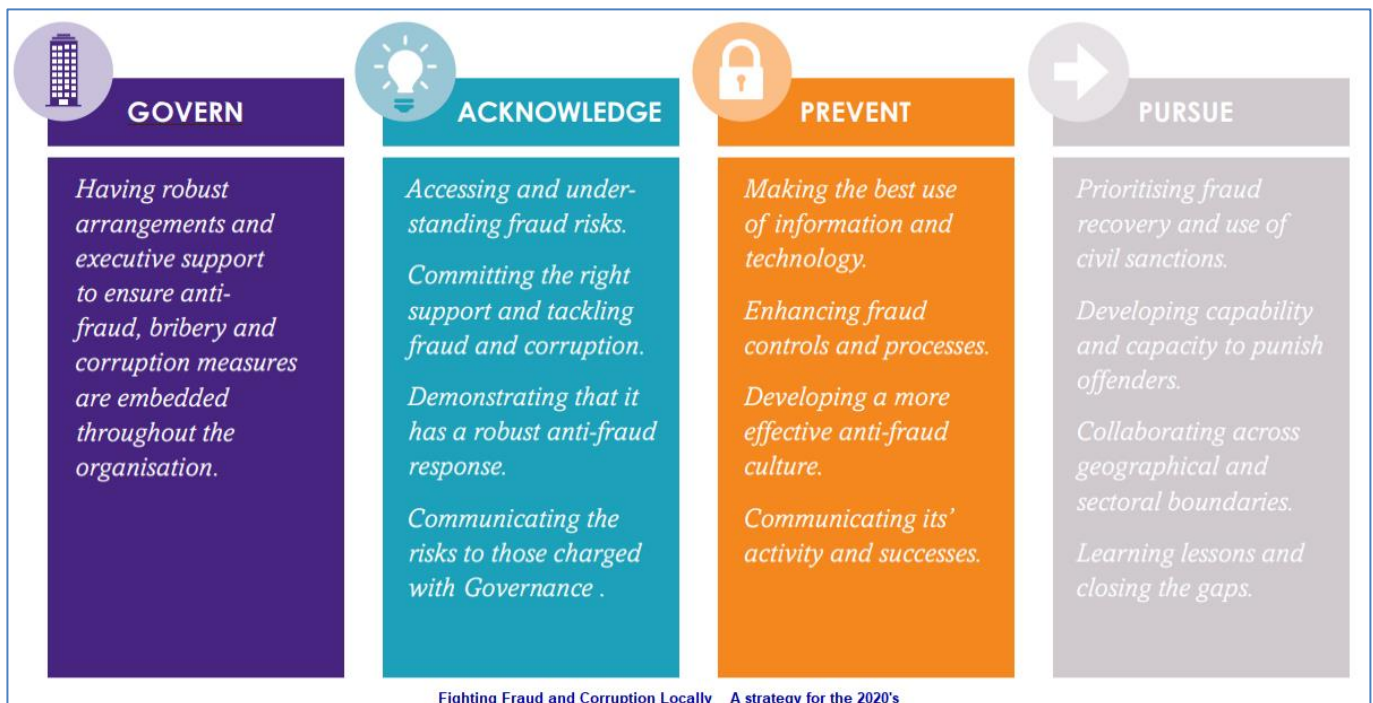 GOVERN
Having robust
arrangements and
executive support
to ensure anti-
fraud, bribery and
corruption measures
are embedded
throughout the
organisation.
ACKNOWLEDGE
Accessing and under-
standing fraud risks.
Committing the right
support and tackling
fraud and corruption.
Demonstrating that it
has a robust anti-fraud
response.
Communicating the
risks to those charged
with Governance .
PREVENT
Making the best use
of information and
technology.
Enhancing fraud
controls and processes.
Developing a more
effective anti-fraud
culture.
Communicating its’
activity and successes.
PURSUE
Prioritising fraud
recovery and use of
civil sanctions.
Developing capability
and capacity to punish
offenders.
Collaborating across
geographical and
sectoral boundaries.
Learning lessons and
closing the gaps.
Fighting Fraud and Corruption Locally A strategy for the 2020's